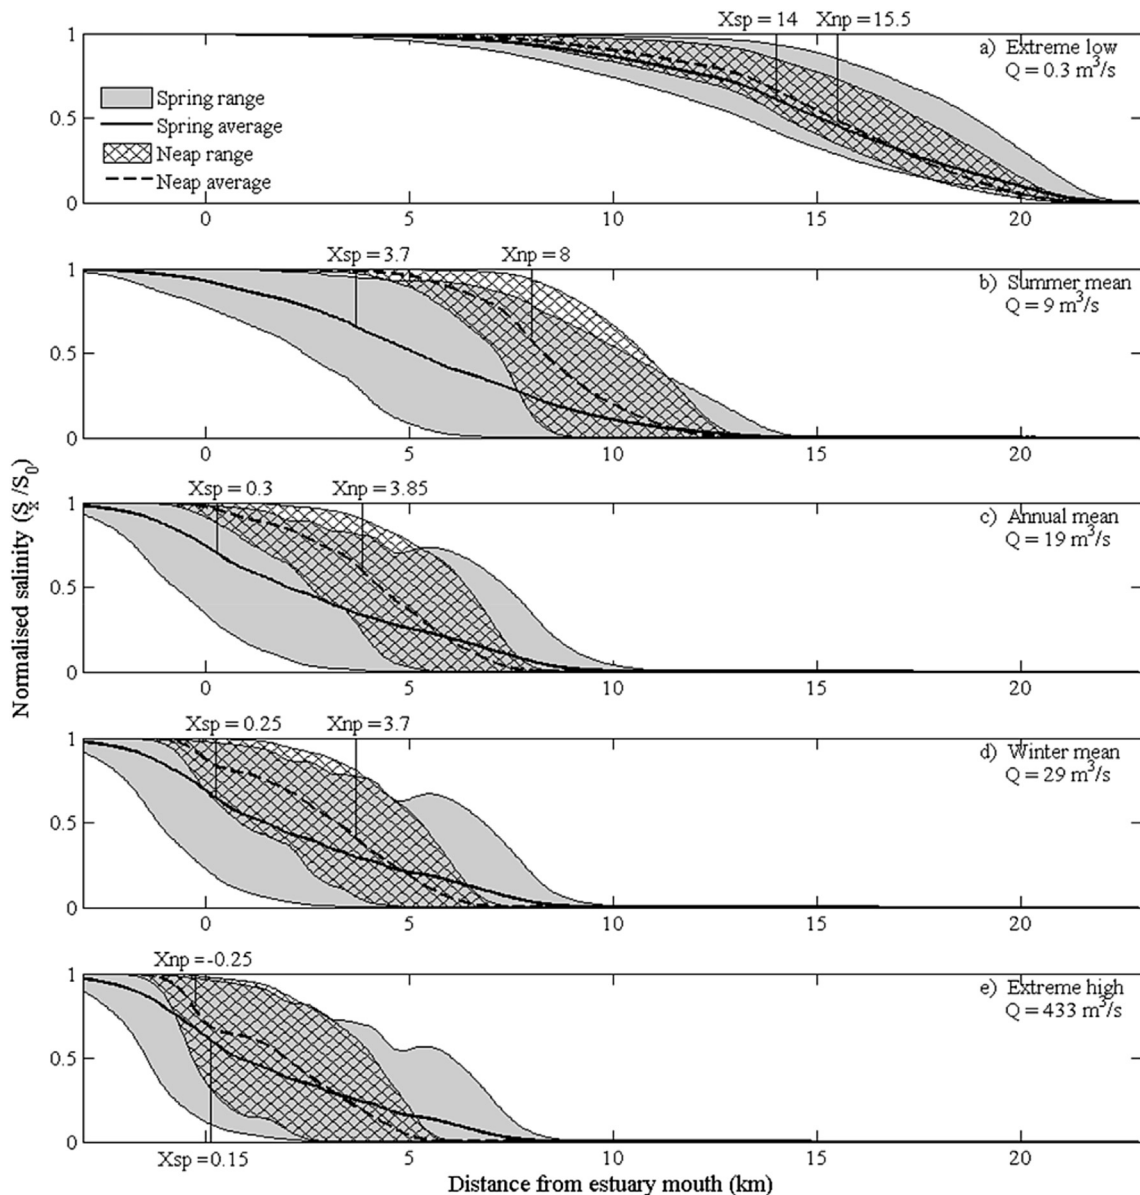 Xsp = 14 Xnp = 15.5
1
a) Extreme low
Q = 0.3 m³/s
Spring range
Spring average
0.5
Neap range
Neap average
0
0 5 10 15 20
Xsp = 3.7 Xnp = 8
1
b) Summer mean
Q = 9 m³/s
0.5
0
0 5 10 15 20
Xsp = 0.3 Xnp = 3.85
1
c) Annual mean
Q = 19 m³/s
0.5
0
0 5 10 15 20
Xsp = 0.25 Xnp = 3.7
1
d) Winter mean
Q = 29 m³/s
0.5
0
0 5 10 15 20
Xnp = -0.25
1
e) Extreme high
Q = 433 m³/s
0.5
0
Xsp = 0.15
0 5 10 15 20
Normalised salinity (Sx/S0)
Distance from estuary mouth (km)